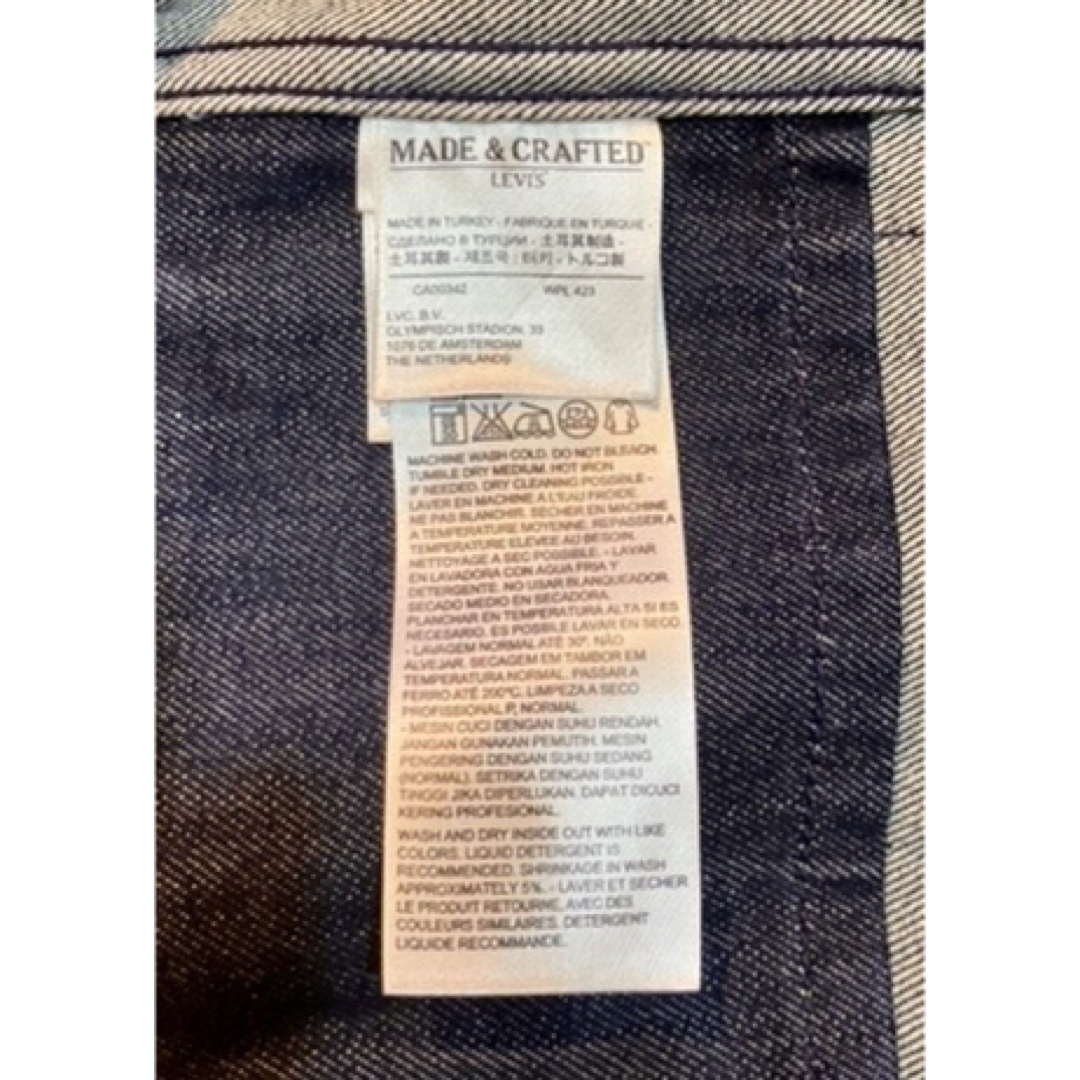 MADE & CRAFTED™
LEVI'S
MADE IN TURKEY - FABRIQUE EN TURQUIE -
СДЕЛАНО В ТУРЦИИ - 土耳其制造 -
土耳其製 - 제조국 : 터키 - トルコ製
CA00342 WPL 423
LVC. B.V.
OLYMPISCH STADION, 33
1076 DE AMSTERDAM
THE NETHERLANDS
MACHINE WASH COLD. DO NOT BLEACH.
TUMBLE DRY MEDIUM. HOT IRON
IF NEEDED. DRY CLEANING POSSIBLE -
LAVER EN MACHINE A L'EAU FROIDE.
NE PAS BLANCHIR. SECHER EN MACHINE
A TEMPERATURE MOYENNE. REPASSER A
TEMPERATURE ELEVEE AU BESOIN.
NETTOYAGE A SEC POSSIBLE. - LAVAR
EN LAVADORA CON AGUA FRIA Y
DETERGENTE. NO USAR BLANQUEADOR.
SECADO MEDIO EN SECADORA.
PLANCHAR EN TEMPERATURA ALTA SI ES
NECESARIO. ES POSIBLE LAVAR EN SECO.
- LAVAGEM NORMAL ATÉ 30º. NÃO
ALVEJAR. SECAGEM EM TAMBOR EM
TEMPERATURA NORMAL. PASSAR A
FERRO ATÉ 200ºC. LIMPEZA A SECO
PROFISSIONAL P, NORMAL.
- MESIN CUCI DENGAN SUHU RENDAH.
JANGAN GUNAKAN PEMUTIH. MESIN
PENGERING DENGAN SUHU SEDANG
(NORMAL). SETRIKA DENGAN SUHU
TINGGI JIKA DIPERLUKAN. DAPAT DICUCI
KERING PROFESIONAL.
WASH AND DRY INSIDE OUT WITH LIKE
COLORS. LIQUID DETERGENT IS
RECOMMENDED. SHRINKAGE IN WASH
APPROXIMATELY 5%. - LAVER ET SECHER
LE PRODUIT RETOURNE, AVEC DES
COULEURS SIMILAIRES. DETERGENT
LIQUIDE RECOMMANDE.